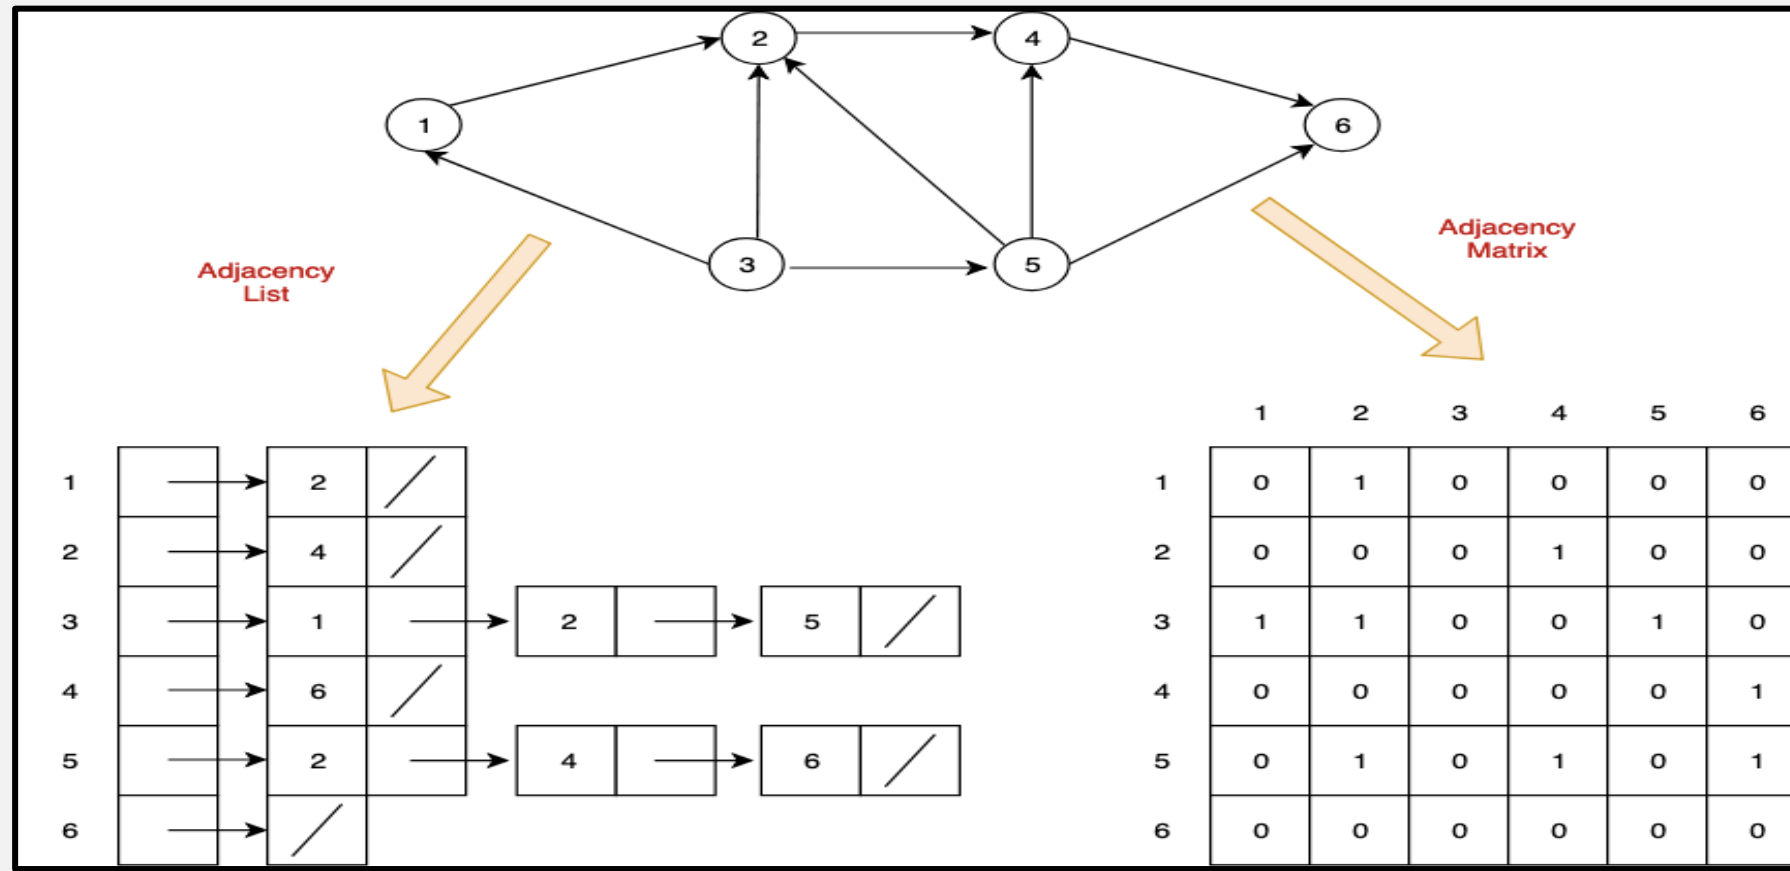 2
4
1
6
3
5
Adjacency
List
Adjacency
Matrix
1 2 3 4 5 6
1 2
2 4
3 1 2 5
4 6
5 2 4 6
6
1 0 1 0 0 0 0
2 0 0 0 1 0 0
3 1 1 0 0 1 0
4 0 0 0 0 0 1
5 0 1 0 1 0 1
6 0 0 0 0 0 0